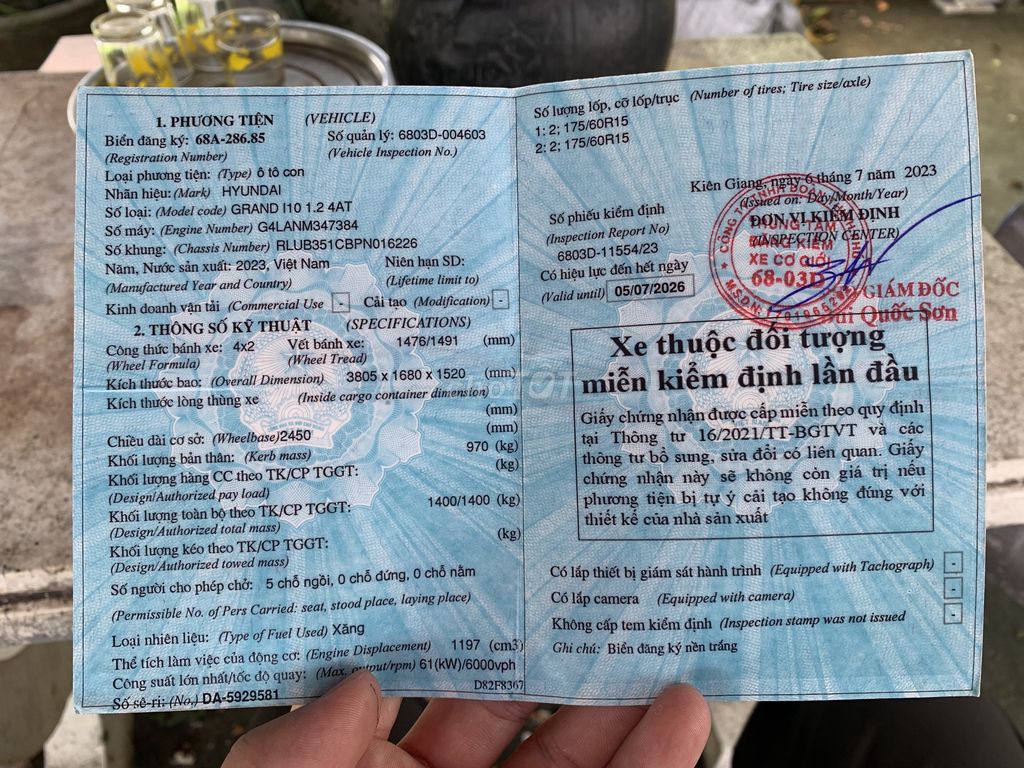 1. PHƯƠNG TIỆN (VEHICLE)
Biển đăng ký: 68A-286.85 Số quản lý: 6803D-004603
(Registration Number) (Vehicle Inspection No.)
Loại phương tiện: (Type) ô tô con
Nhãn hiệu: (Mark) HYUNDAI
Số loại: (Model code) GRAND I10 1.2 4AT
Số máy: (Engine Number) G4LANM347384
Số khung: (Chassis Number) RLUB351CBPN016226
Năm, Nước sản xuất: 2023, Việt Nam Niên hạn SD:
(Manufactured Year and Country) (Lifetime limit to)
Kinh doanh vận tải (Commercial Use - Cải tạo (Modification) -
2. THÔNG SỐ KỸ THUẬT (SPECIFICATIONS)
Công thức bánh xe: 4x2 Vết bánh xe: 1476/1491 (mm)
(Wheel Formula) (Wheel Tread)
Kích thước bao: (Overall Dimension) 3805 x 1680 x 1520 (mm)
Kích thước lòng thùng xe (Inside cargo container dimension)
(mm)
Chiều dài cơ sở: (Wheelbase) 2450 (mm)
Khối lượng bản thân: (Kerb mass) 970 (kg)
Khối lượng hàng CC theo TK/CP TGGT: (kg)
(Design/Authorized pay load)
Khối lượng toàn bộ theo TK/CP TGGT: 1400/1400 (kg)
(Design/Authorized total mass)
Khối lượng kéo theo TK/CP TGGT: (kg)
(Design/Authorized towed mass)
Số người cho phép chở: 5 chỗ ngồi, 0 chỗ đứng, 0 chỗ nằm
(Permissible No. of Pers Carried: seat, stood place, laying place)
Loại nhiên liệu: (Type of Fuel Used) Xăng
Thể tích làm việc của động cơ: (Engine Displacement) 1197 (cm3)
Công suất lớn nhất/tốc độ quay: (Max. output/rpm) 61(kW)/6000vph
Số sê-ri: (No.) DA-5929581 D82F8367
Số lượng lốp, cỡ lốp/trục (Number of tires; Tire size/axle)
1: 2; 175/60R15
2: 2; 175/60R15
Kiên Giang, ngày 6 tháng 7 năm 2023
(Issued on: Day/Month/Year)
Số phiếu kiểm định ĐƠN VỊ KIỂM ĐỊNH
(Inspection Report No) (INSPECTION CENTER)
6803D-11554/23
Có hiệu lực đến hết ngày
(Valid until) 05/07/2026
TRUNG TÂM
ĐĂNG KIỂM
XE CƠ GIỚI
68-03D
GIÁM ĐỐC
Quốc Sơn
Xe thuộc đối tượng
miễn kiểm định lần đầu
Giấy chứng nhận được cấp miễn theo quy định
tại Thông tư 16/2021/TT-BGTVT và các
thông tư bổ sung, sửa đổi có liên quan. Giấy
chứng nhận này sẽ không còn giá trị nếu
phương tiện bị tự ý cải tạo không đúng với
thiết kế của nhà sản xuất
Có lắp thiết bị giám sát hành trình (Equipped with Tachograph) -
Có lắp camera (Equipped with camera) -
Không cấp tem kiểm định (Inspection stamp was not issued -
Ghi chú: Biển đăng ký nền trắng